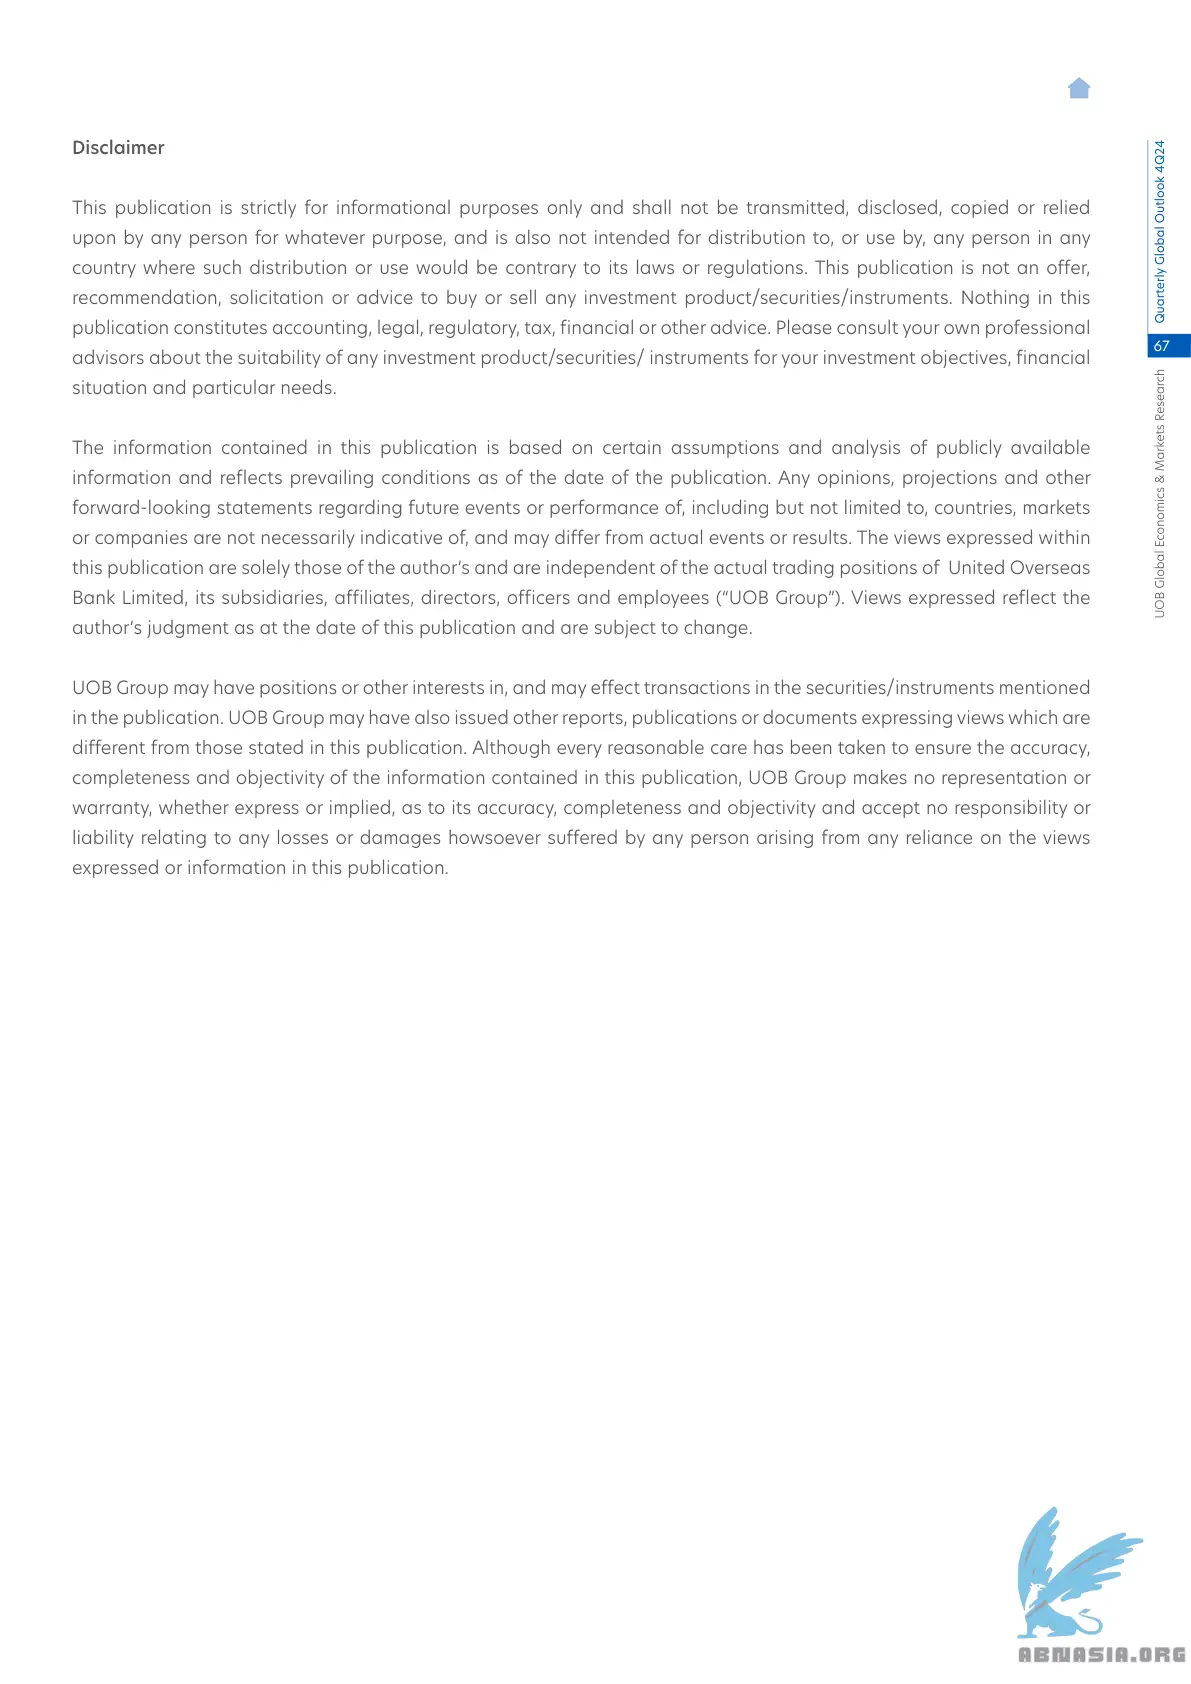 Disclaimer
This publication is strictly for informational purposes only and shall not be transmitted, disclosed, copied or relied
upon by any person for whatever purpose, and is also not intended for distribution to, or use by, any person in any
country where such distribution or use would be contrary to its laws or regulations. This publication is not an offer,
recommendation, solicitation or advice to buy or sell any investment product/securities/instruments. Nothing in this
publication constitutes accounting, legal, regulatory, tax, financial or other advice. Please consult your own professional
advisors about the suitability of any investment product/securities/ instruments for your investment objectives, financial
situation and particular needs.
The information contained in this publication is based on certain assumptions and analysis of publicly available
information and reflects prevailing conditions as of the date of the publication. Any opinions, projections and other
forward-looking statements regarding future events or performance of, including but not limited to, countries, markets
or companies are not necessarily indicative of, and may differ from actual events or results. The views expressed within
this publication are solely those of the author’s and are independent of the actual trading positions of  United Overseas
Bank Limited, its subsidiaries, affiliates, directors, officers and employees (“UOB Group”). Views expressed reflect the
author’s judgment as at the date of this publication and are subject to change.
UOB Group may have positions or other interests in, and may effect transactions in the securities/instruments mentioned
in the publication. UOB Group may have also issued other reports, publications or documents expressing views which are
different from those stated in this publication. Although every reasonable care has been taken to ensure the accuracy,
completeness and objectivity of the information contained in this publication, UOB Group makes no representation or
warranty, whether express or implied, as to its accuracy, completeness and objectivity and accept no responsibility or
liability relating to any losses or damages howsoever suffered by any person arising from any reliance on the views
expressed or information in this publication.
Quarterly Global Outlook 4Q24
67
UOB Global Economics & Markets Research
ABNASIA.ORG